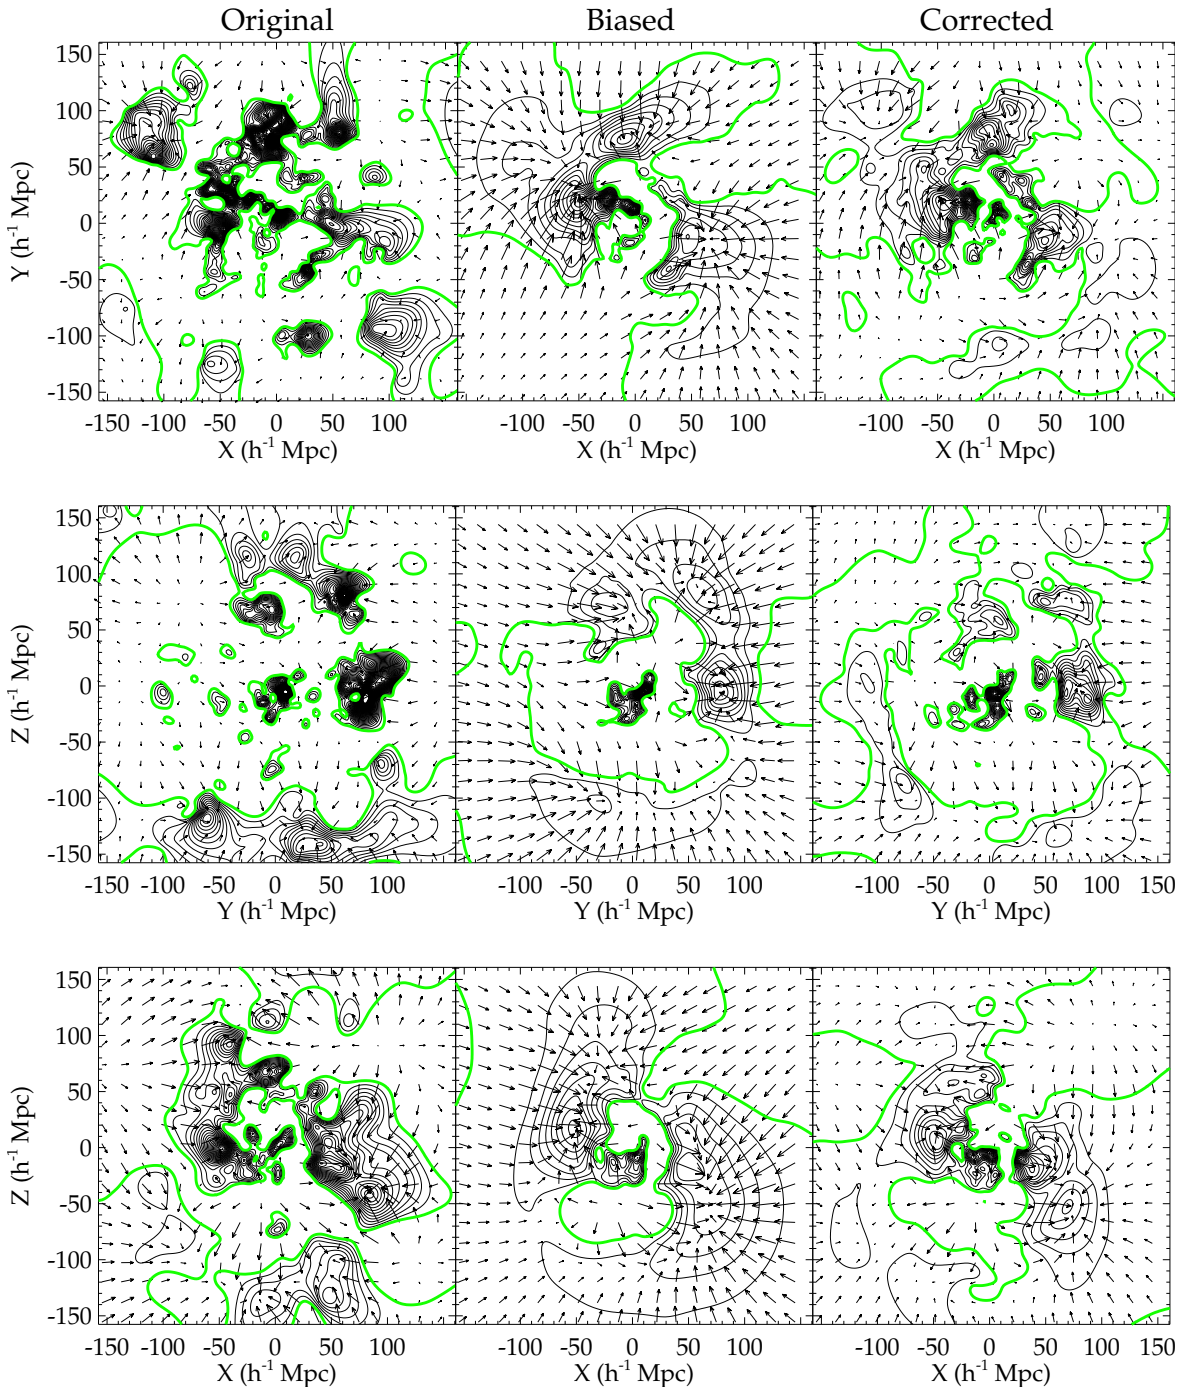 Original Biased Corrected
150
100
50
0
-50
-100
-150
Y (h⁻¹ Mpc)
-150 -100 -50 0 50 100 -100 -50 0 50 100 -100 -50 0 50 100
X (h⁻¹ Mpc) X (h⁻¹ Mpc) X (h⁻¹ Mpc)
150
100
50
0
-50
-100
-150
Z (h⁻¹ Mpc)
-150 -100 -50 0 50 100 -100 -50 0 50 100 -100 -50 0 50 100 150
Y (h⁻¹ Mpc) Y (h⁻¹ Mpc) Y (h⁻¹ Mpc)
150
100
50
0
-50
-100
-150
Z (h⁻¹ Mpc)
-100 -50 0 50 100 -100 -50 0 50 100 -100 -50 0 50 100 150
X (h⁻¹ Mpc) X (h⁻¹ Mpc) X (h⁻¹ Mpc)